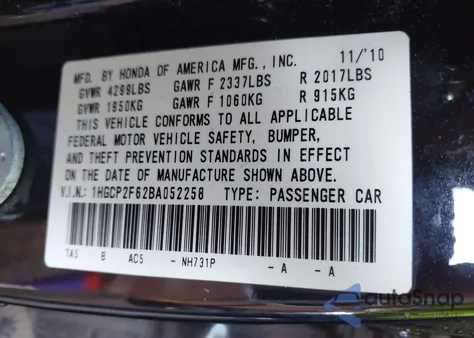 MFD. BY HONDA OF AMERICA MFG., INC. 11/'10
GVWR 4299LBS GAWR F 2337LBS R 2017LBS
GVWR 1950KG GAWR F 1060KG R 915KG
THIS VEHICLE CONFORMS TO ALL APPLICABLE
FEDERAL MOTOR VEHICLE SAFETY, BUMPER,
AND THEFT PREVENTION STANDARDS IN EFFECT
ON THE DATE OF MANUFACTURE SHOWN ABOVE.
V.I.N.: 1HGCP2F62BA052258 TYPE: PASSENGER CAR
TA5 B AC5 - NH731P -A -A
autoSnap